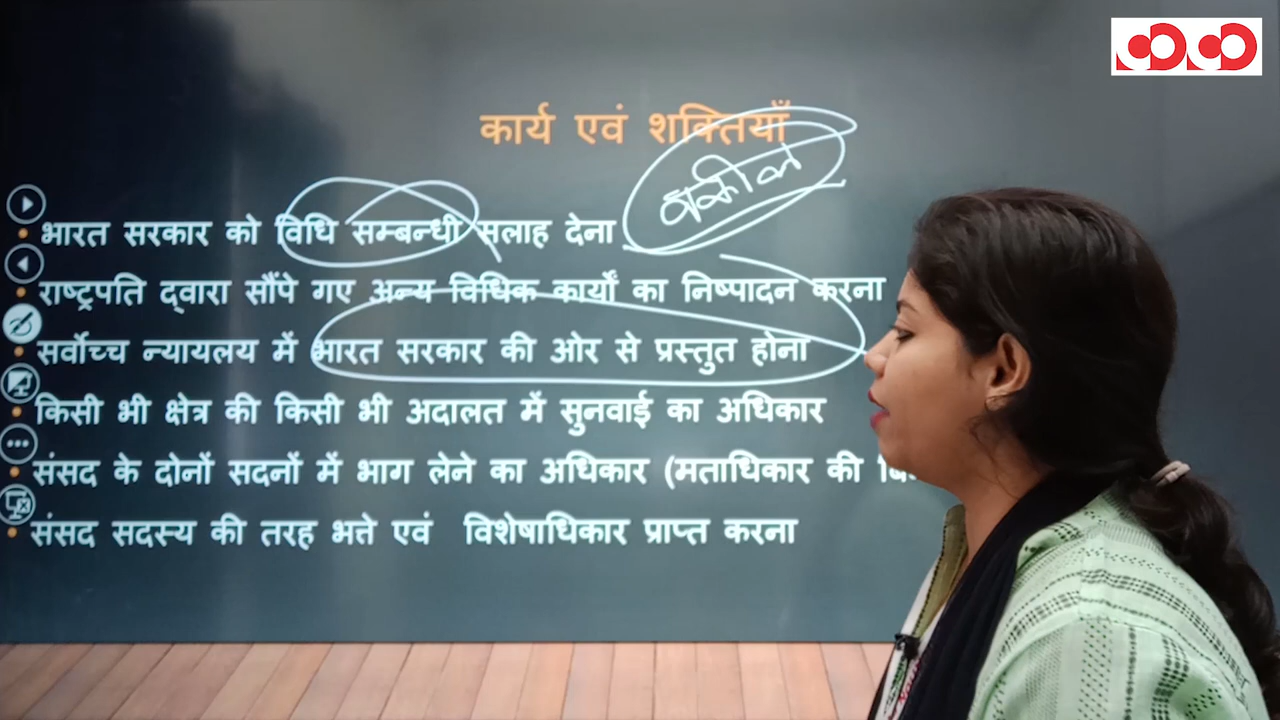 कार्य एवं शक्तियाँ
वकील
भारत सरकार को विधि सम्बन्धी सलाह देना
राष्ट्रपति द्वारा सौंपे गए अन्य विधिक कार्यों का निष्पादन करना
सर्वोच्च न्यायलय में भारत सरकार की ओर से प्रस्तुत होना
किसी भी क्षेत्र की किसी भी अदालत में सुनवाई का अधिकार
संसद के दोनों सदनों में भाग लेने का अधिकार (मताधिकार की
संसद सदस्य की तरह भत्ते एवं विशेषाधिकार प्राप्त करना